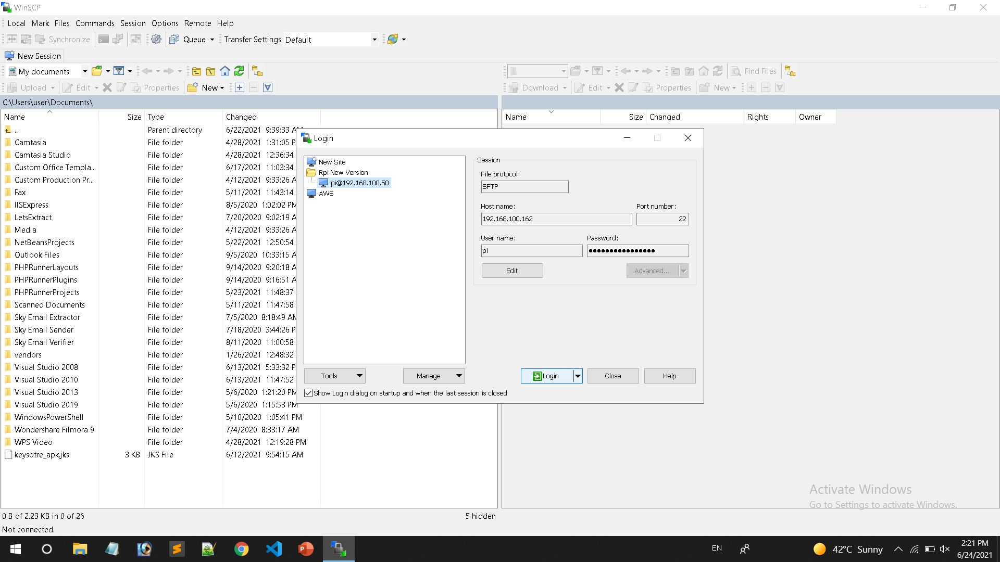 WinSCP
Local Mark Files Commands Session Options Remote Help
Synchronize Queue Transfer Settings Default
New Session
My documents Find Files
Upload Edit Properties New Download Edit Properties New
C:\Users\user\Documents\
Name Size Type Changed
.. Parent directory 6/22/2021 9:39:33 AM
Camtasia File folder 4/28/2021 1:31:05 P
Camtasia Studio File folder 4/28/2021 12:36:34
Custom Office Templa... File folder 6/17/2021 11:03:34
Custom Production Pr... File folder 4/12/2021 9:33:26 A
Fax File folder 5/11/2021 11:43:14
IISExpress File folder 8/5/2020 1:02:02 PM
LetsExtract File folder 7/20/2020 9:02:19 A
Media File folder 4/12/2021 9:33:26 A
NetBeansProjects File folder 5/22/2021 12:50:54
Outlook Files File folder 9/5/2020 10:33:15 A
PHPRunnerLayouts File folder 9/14/2020 9:20:18 A
PHPRunnerPlugins File folder 9/14/2020 9:16:51 A
PHPRunnerProjects File folder 5/23/2021 11:48:37
Scanned Documents File folder 5/11/2021 11:47:58
Sky Email Extractor File folder 7/5/2020 8:18:49 AM
Sky Email Sender File folder 7/18/2020 3:44:26 P
Sky Email Verifier File folder 8/11/2020 11:00:58
vendors File folder 1/26/2021 12:48:32
Visual Studio 2008 File folder 6/13/2021 5:33:32 P
Visual Studio 2010 File folder 6/13/2021 11:47:52
Visual Studio 2013 File folder 5/6/2020 1:21:20 PM
Visual Studio 2019 File folder 5/6/2020 1:15:53 PM
WindowsPowerShell File folder 5/10/2020 1:05:41 PM
Wondershare Filmora 9 File folder 7/4/2020 8:33:17 AM
WPS Video File folder 4/28/2021 12:19:28 PM
keysotre_apk.jks 3 KB JKS File 6/12/2021 9:54:15 AM
Name Size Changed Rights Owner
Login
New Site
Rpi New Version
pi@192.168.100.50
AWS
Session
File protocol:
SFTP
Host name: Port number:
192.168.100.162 22
User name: Password:
pi ••••••••••••••••
Edit Advanced...
Tools Manage Login Close Help
Show Login dialog on startup and when the last session is closed
Activate Windows
Go to Settings to activate Windows.
0 B of 2.23 KB in 0 of 26 5 hidden
Not connected.
EN 42°C Sunny 2:21 PM
6/24/2021